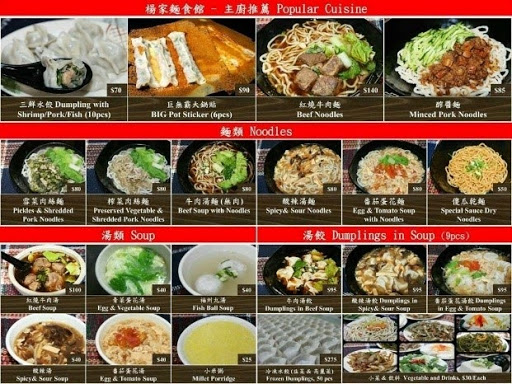 楊家麵食館 - 主廚推薦 Popular Cuisine
三鮮水餃 Dumpling with
Shrimp/Pork/Fish (10pcs)
$70
巨無霸大鍋貼
BIG Pot Sticker (6pcs)
$90
紅燒牛肉麵
Beef Noodles
$140
醡醬麵
Minced Pork Noodles
$85
麵類 Noodles
雪菜肉絲麵
Pickles & Shredded
Pork Noodles
$80
榨菜肉絲麵
Preserved Vegetable &
Shredded Pork Noodles
$80
牛肉湯麵(無肉)
Beef Soup with Noodles
$80
酸辣湯麵
Spicy& Sour Noodles
$80
番茄蛋花麵
Egg & Tomato Soup
with Noodles
$80
傻瓜乾麵
Special Sauce Dry
Noodles
$50
湯類 Soup
湯餃 Dumplings in Soup (9pcs)
紅燒牛肉湯
Beef Soup
$100
青菜蛋花湯
Egg & Vegetable Soup
福州丸湯
Fish Ball Soup
牛肉湯餃
Dumplings in Beef Soup
$95
酸辣湯餃 Dumplings in
Spicy& Sour Soup
$95
番茄蛋花湯餃 Dumplings
in Egg & Tomato Soup
$95
酸辣湯
Spicy& Sour Soup
$40
番茄蛋花湯
Egg & Tomato Soup
$40
小米粥
Millet Porridge
$25
冷凍水餃 (韭菜 & 高麗菜)
Frozen Dumplings, 50 pcs
$275
小菜 & 飲料 Vegetable and Drinks, $30/Each